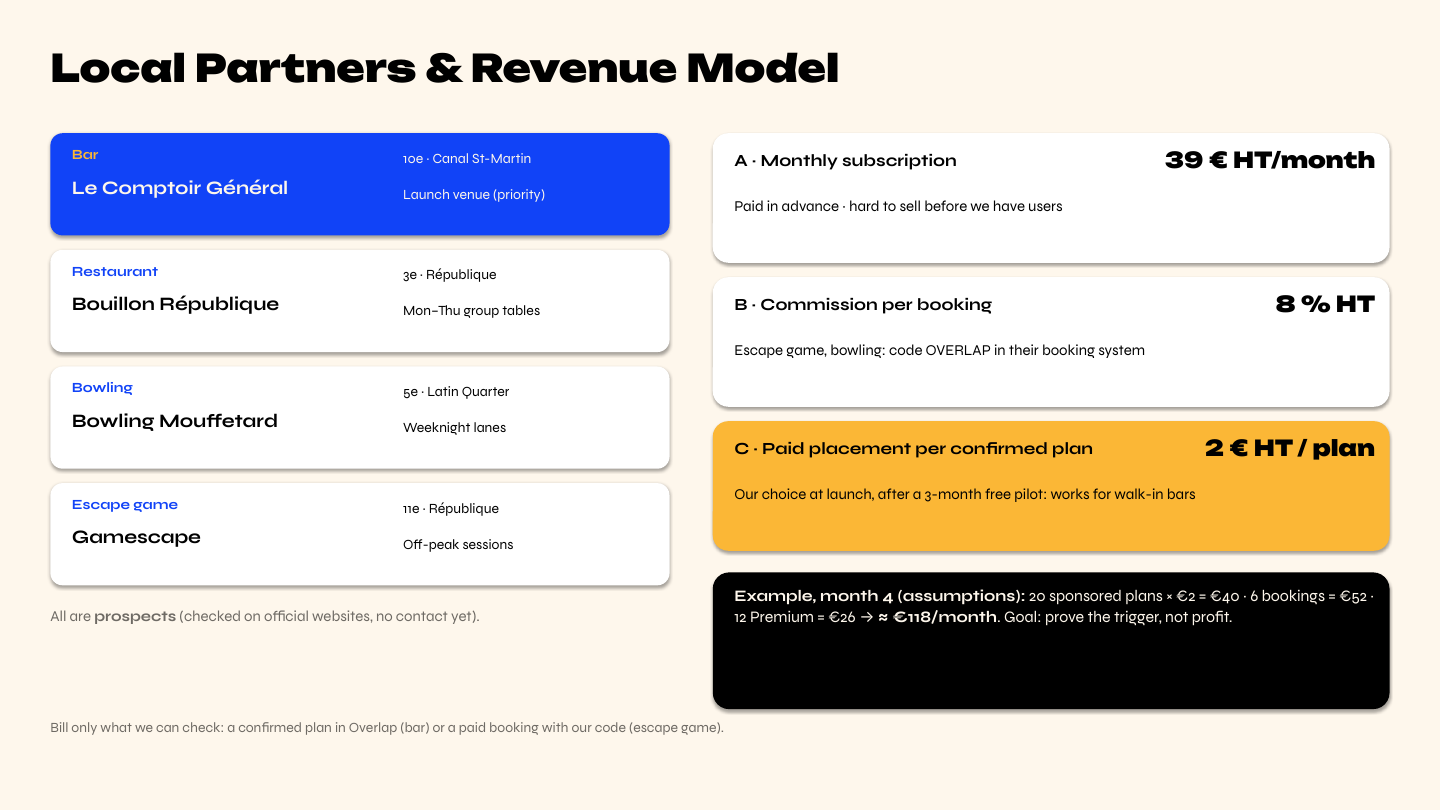 Local Partners & Revenue Model
Bar
Le Comptoir Général
10e · Canal St-Martin
Launch venue (priority)
Restaurant
Bouillon République
3e · République
Mon–Thu group tables
Bowling
Bowling Mouffetard
5e · Latin Quarter
Weeknight lanes
Escape game
Gamescape
11e · République
Off-peak sessions
All are prospects (checked on official websites, no contact yet).
A · Monthly subscription
39 € HT/month
Paid in advance · hard to sell before we have users
B · Commission per booking
8 % HT
Escape game, bowling: code OVERLAP in their booking system
C · Paid placement per confirmed plan
2 € HT / plan
Our choice at launch, after a 3-month free pilot: works for walk-in bars
Example, month 4 (assumptions): 20 sponsored plans × €2 = €40 · 6 bookings = €52 ·
12 Premium = €26 → ≈ €118/month. Goal: prove the trigger, not profit.
Bill only what we can check: a confirmed plan in Overlap (bar) or a paid booking with our code (escape game).